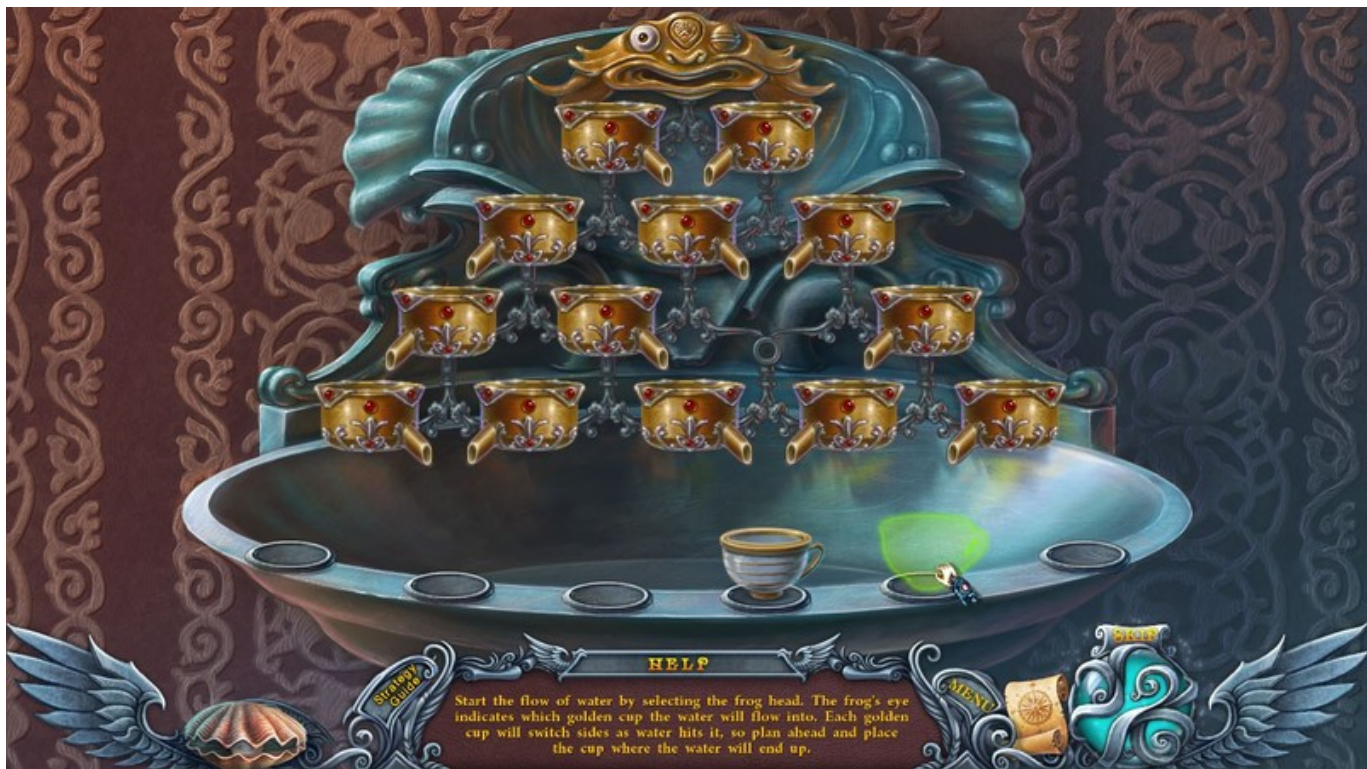 SKIP
HELP
Strategy
Guide
MENU
Start the flow of water by selecting the frog head. The frog's eye
indicates which golden cup the water will flow into. Each golden
cup will switch sides as water hits it, so plan ahead and place
the cup where the water will end up.